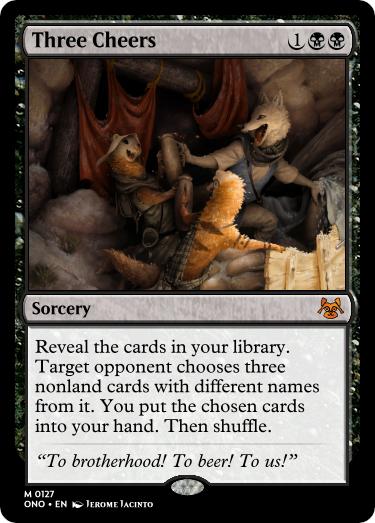 Three Cheers 1
Sorcery
Reveal the cards in your library.
Target opponent chooses three
nonland cards with different names
from it. You put the chosen cards
into your hand. Then shuffle.
“To brotherhood! To beer! To us!”
M 0127
ONO • EN Jerome Jacinto